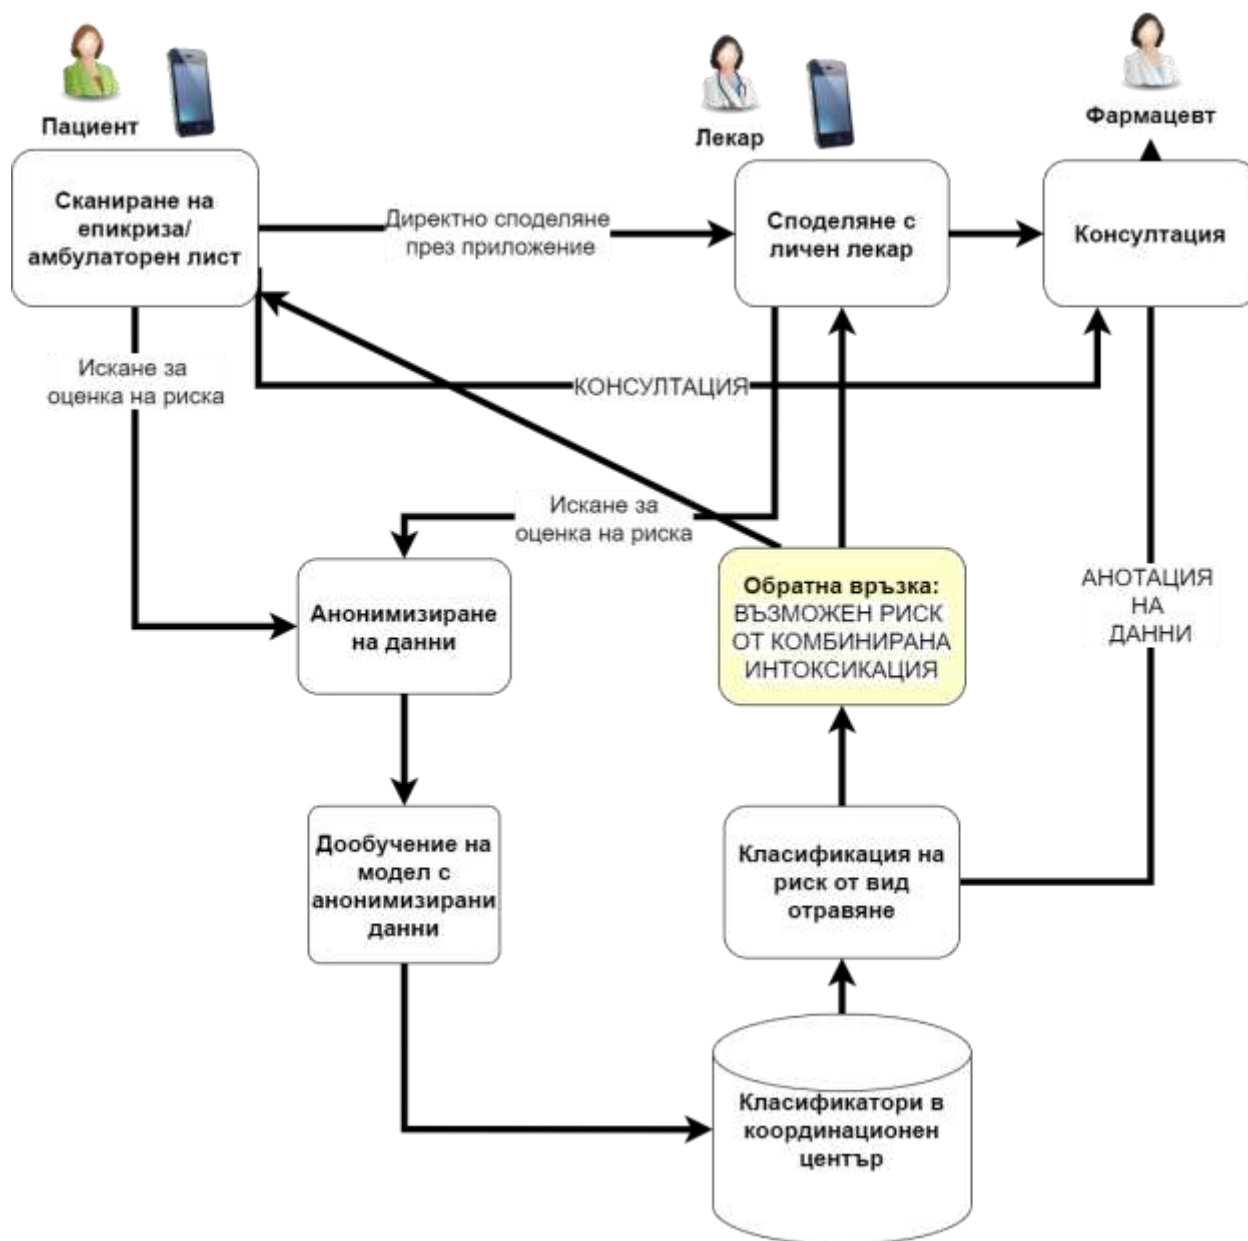 Пациент
Лекар
Фармацевт
Сканиране на
епикриза/
амбулаторен лист
Директно споделяне
през приложение
Споделяне с
личен лекар
Консултация
Искане за
оценка на риска
КОНСУЛТАЦИЯ
Искане за
оценка на риска
Анонимизиране
на данни
Обратна връзка:
ВЪЗМОЖЕН РИСК
ОТ КОМБИНИРАНА
ИНТОКСИКАЦИЯ
АНОТАЦИЯ
НА
ДАННИ
Дообучение на
модел с
анонимизирани
данни
Класификация на
риск от вид
отравяне
Класификатори в
координационен
център